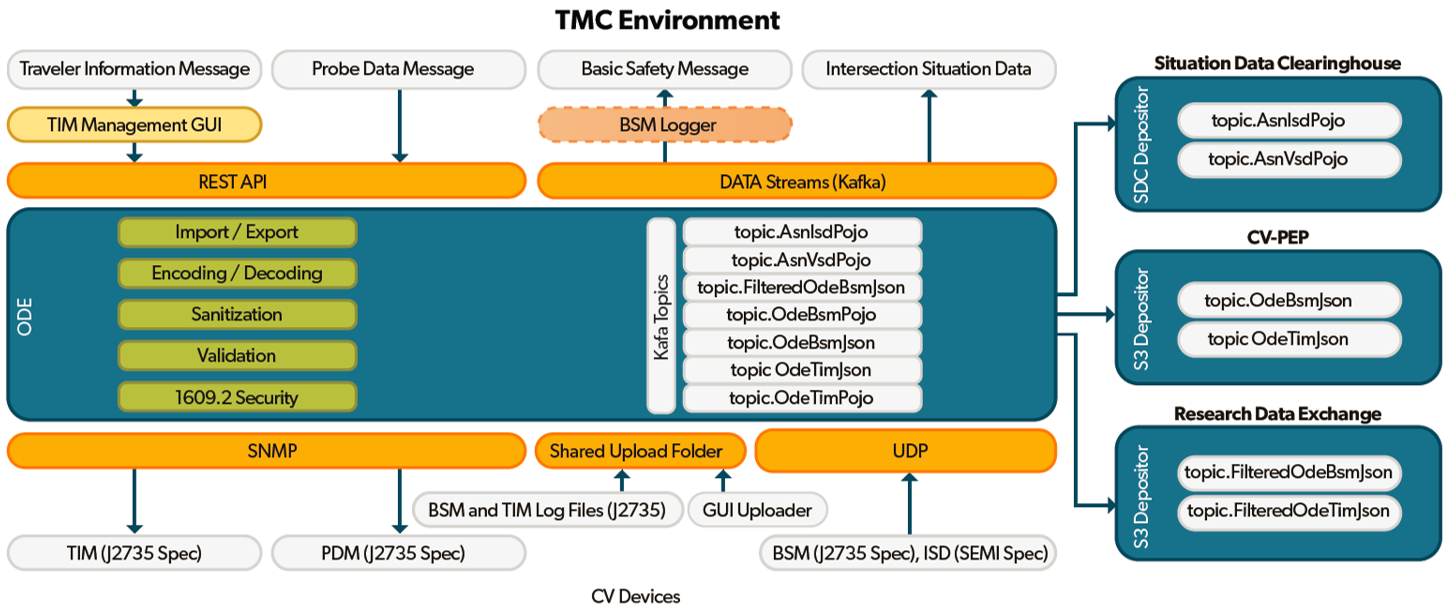 TMC Environment
Traveler Information Message
Probe Data Message
Basic Safety Message
Intersection Situation Data
TIM Management GUI
BSM Logger
REST API
DATA Streams (Kafka)
ODE
Import / Export
Encoding / Decoding
Sanitization
Validation
1609.2 Security
Kafa Topics
topic.AsnIsdPojo
topic.AsnVsdPojo
topic.FilteredOdeBsmJson
topic.OdeBsmPojo
topic.OdeBsmJson
topic OdeTimJson
topic.OdeTimPojo
SNMP
Shared Upload Folder
UDP
BSM and TIM Log Files (J2735)
GUI Uploader
TIM (J2735 Spec)
PDM (J2735 Spec)
BSM (J2735 Spec), ISD (SEMI Spec)
CV Devices
Situation Data Clearinghouse
SDC Depositor
topic.AsnIsdPojo
topic.AsnVsdPojo
CV-PEP
S3 Depositor
topic.OdeBsmJson
topic OdeTimJson
Research Data Exchange
S3 Depositor
topic.FilteredOdeBsmJson
topic.FilteredOdeTimJson